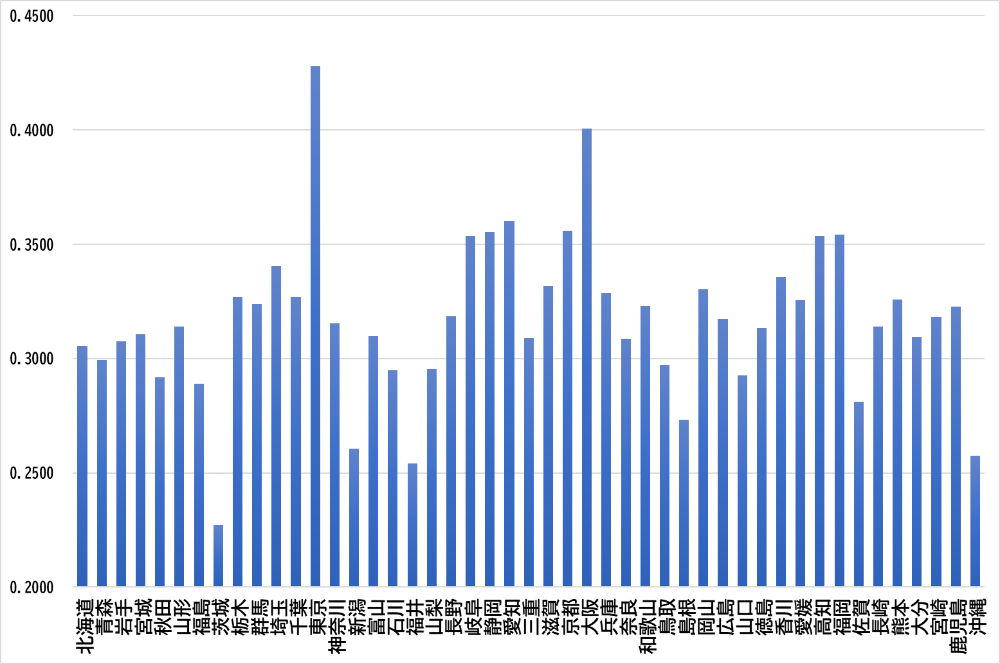 0.4500
0.4000
0.3500
0.3000
0.2500
0.2000
北海道
青森
岩手
宮城
秋田
山形
福島
茨城
栃木
群馬
埼玉
千葉
東京
神奈川
新潟
富山
石川
福井
山梨
長野
岐阜
静岡
愛知
三重
滋賀
京都
大阪
兵庫
奈良
和歌山
鳥取
島根
岡山
広島
山口
徳島
香川
愛媛
高知
福岡
佐賀
長崎
熊本
大分
宮崎
鹿児島
沖縄